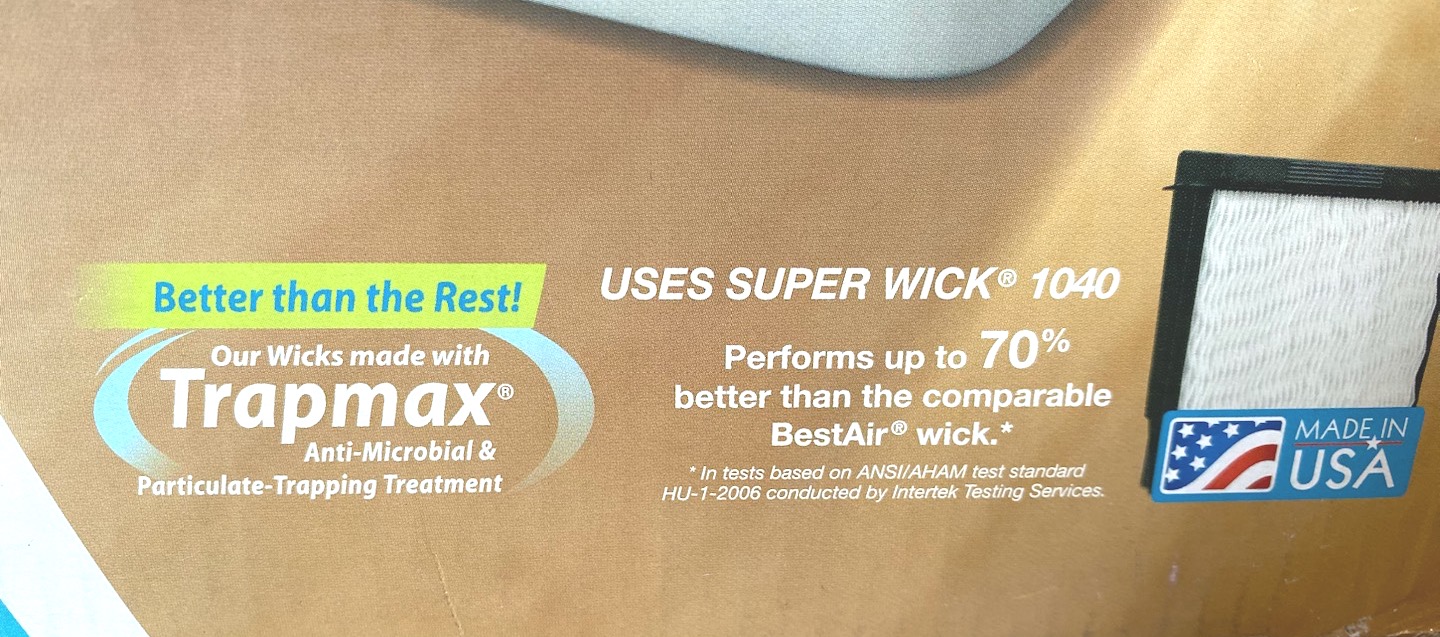 Better than the Rest!
Our Wicks made with
Trapmax®
Anti-Microbial &
Particulate-Trapping Treatment
USES SUPER WICK® 1040
Performs up to 70%
better than the comparable
BestAir® wick.*
* In tests based on ANSI/AHAM test standard
HU-1-2006 conducted by Intertek Testing Services.
MADE IN
USA